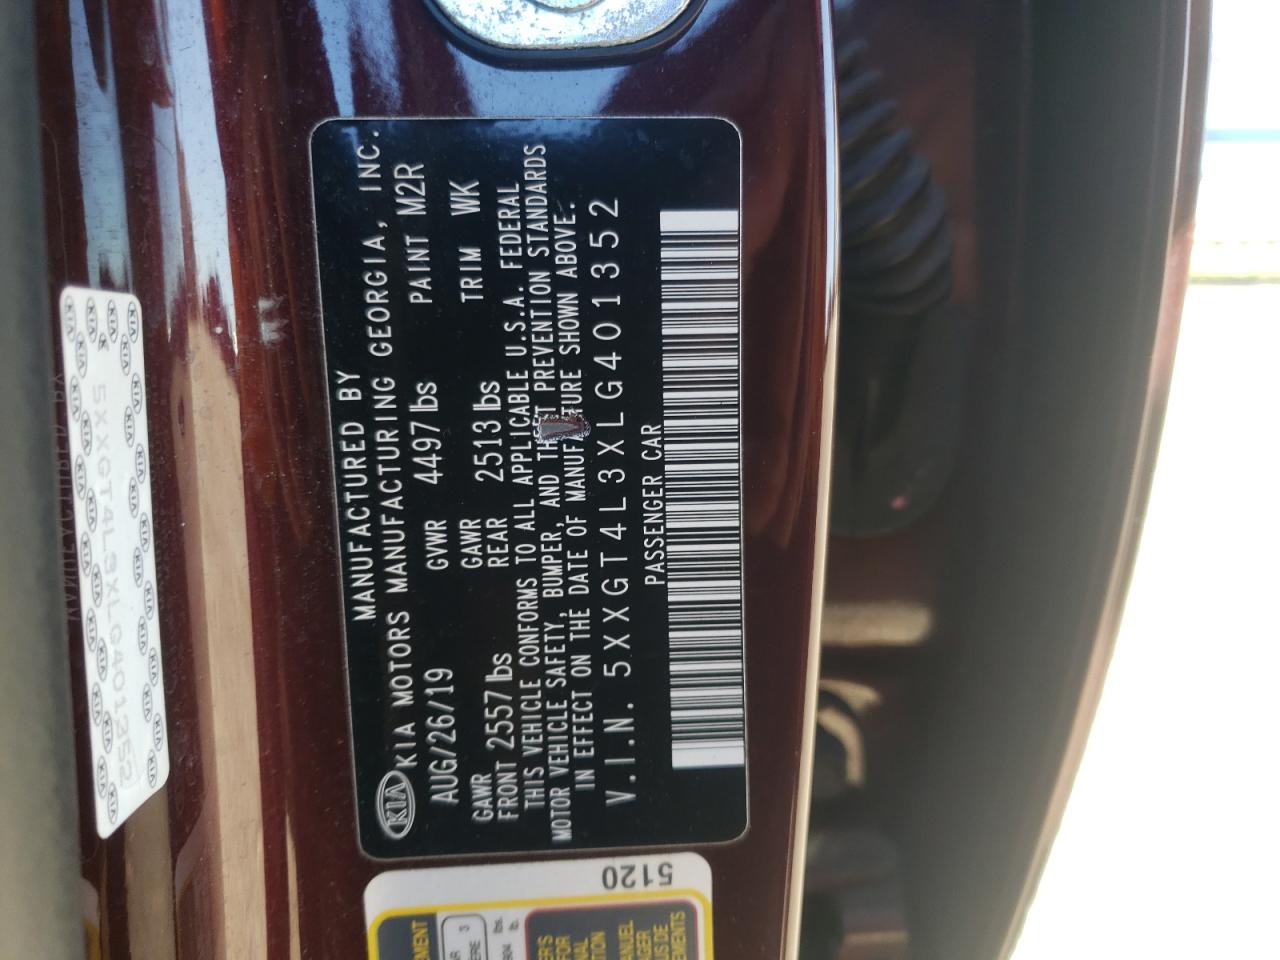 MANUFACTURED BY
KIA KIA MOTORS MANUFACTURING GEORGIA, INC.
AUG/26/19 GVWR 4497 lbs PAINT M2R
GAWR GAWR
FRONT 2557 lbs REAR 2513 lbs TRIM WK
THIS VEHICLE CONFORMS TO ALL APPLICABLE U.S.A. FEDERAL
MOTOR VEHICLE SAFETY, BUMPER, AND THEFT PREVENTION STANDARDS
IN EFFECT ON THE DATE OF MANUFACTURE SHOWN ABOVE.
V.I.N. 5XXGT4L3XLG401352
PASSENGER CAR
5XXGT4L3XLG401352
5120